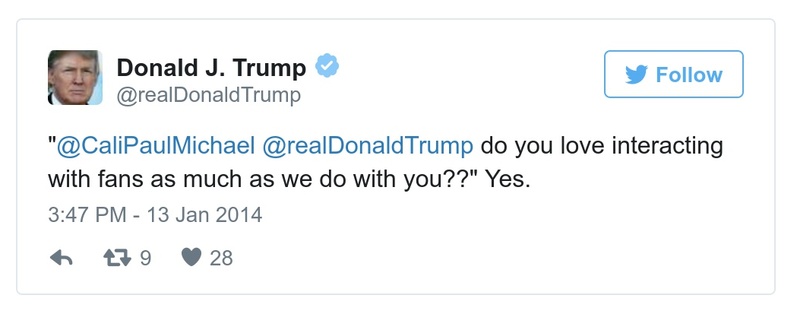 Donald J. Trump
@realDonaldTrump
Follow
"@CaliPaulMichael @realDonaldTrump do you love interacting
with fans as much as we do with you??" Yes.
3:47 PM - 13 Jan 2014
9 28